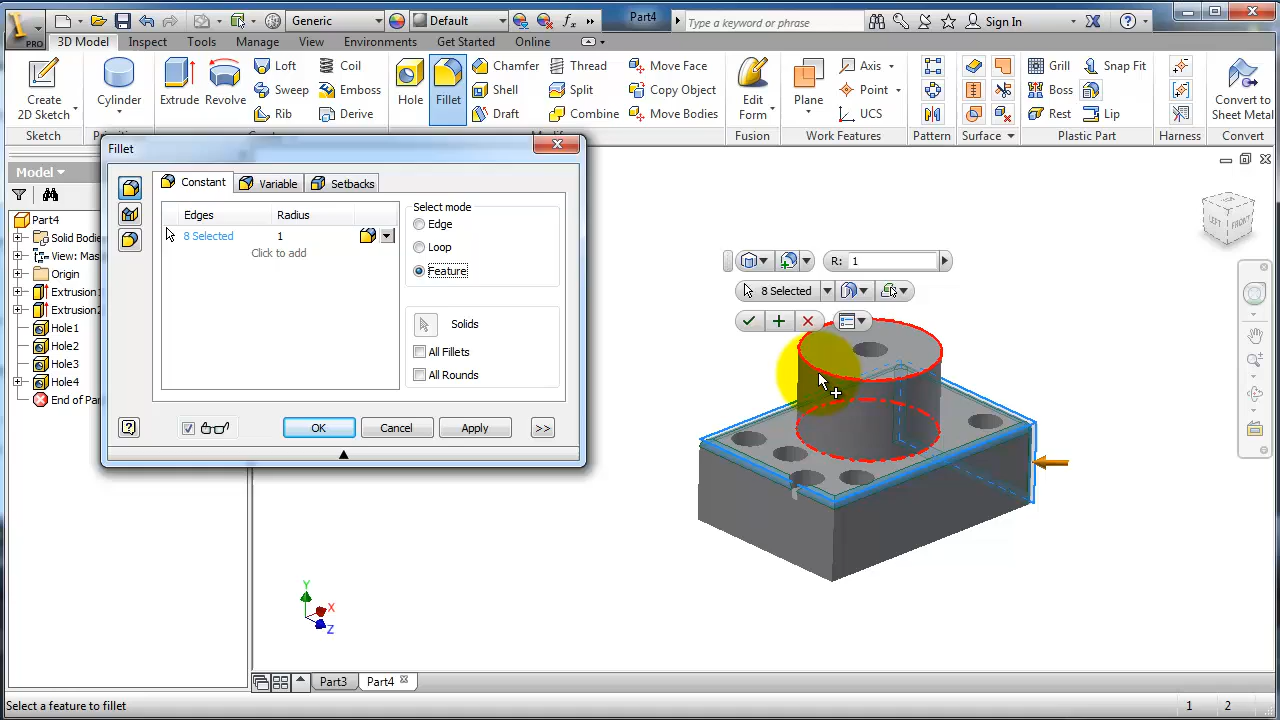 PRO
Generic
Default
fx
Part4
Type a keyword or phrase
Sign In
3D Model
Inspect
Tools
Manage
View
Environments
Get Started
Online
Create
2D Sketch
Cylinder
Extrude
Revolve
Loft
Sweep
Rib
Coil
Emboss
Derive
Hole
Fillet
Chamfer
Shell
Draft
Thread
Split
Combine
Move Face
Copy Object
Move Bodies
Edit
Form
Plane
Axis
Point
UCS
Grill
Boss
Rest
Snap Fit
Lip
Convert to
Sheet Metal
Sketch
Fusion
Work Features
Pattern
Surface
Plastic Part
Harness
Convert
Model
Part4
Solid Bodie
View: Mas
Origin
Extrusion1
Extrusion2
Hole1
Hole2
Hole3
Hole4
End of Par
Fillet
Constant
Variable
Setbacks
Edges
Radius
8 Selected
1
Click to add
Select mode
Edge
Loop
Feature
Solids
All Fillets
All Rounds
OK
Cancel
Apply
>>
R: 1
8 Selected
LEFT
FRONT
Y
X
Z
Part3
Part4
Select a feature to fillet
1
2